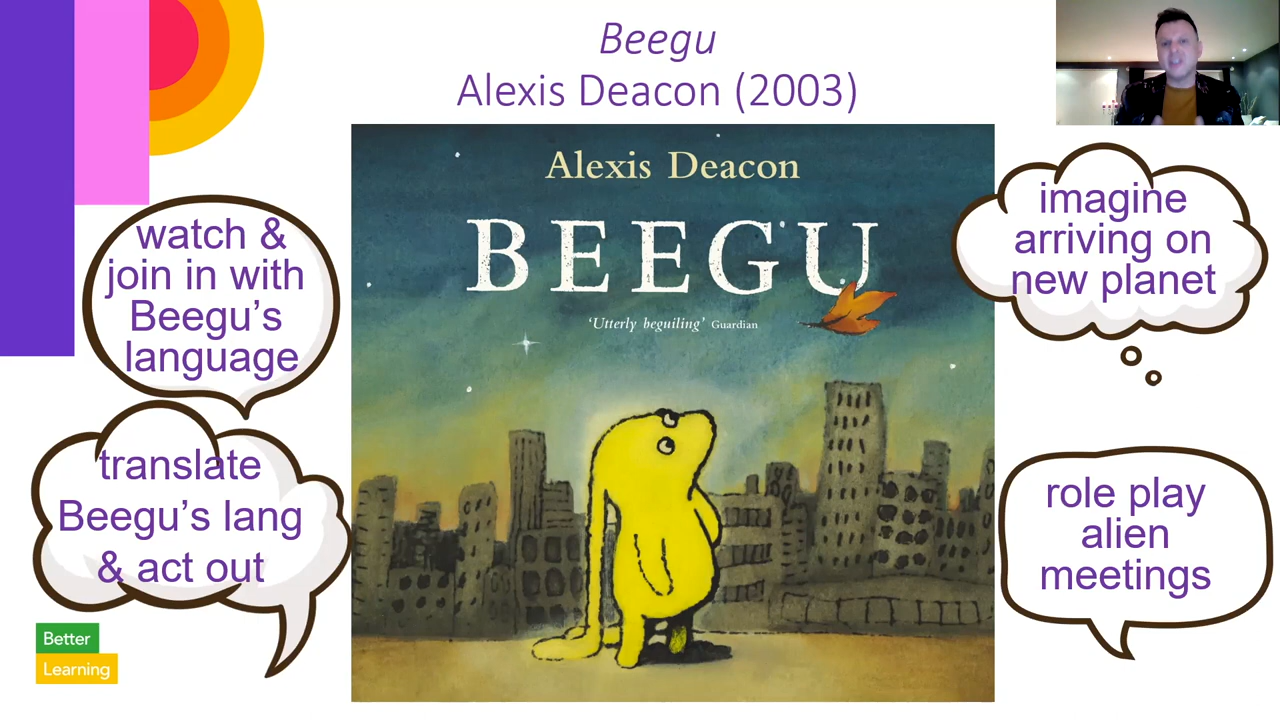 Beegu
Alexis Deacon (2003)
watch &
join in with
Beegu's
language
translate
Beegu's lang
& act out
Better
Learning
Alexis Deacon
BEEGU
'Utterly beguiling' Guardian
imagine
arriving on
new planet
role play
alien
meetings